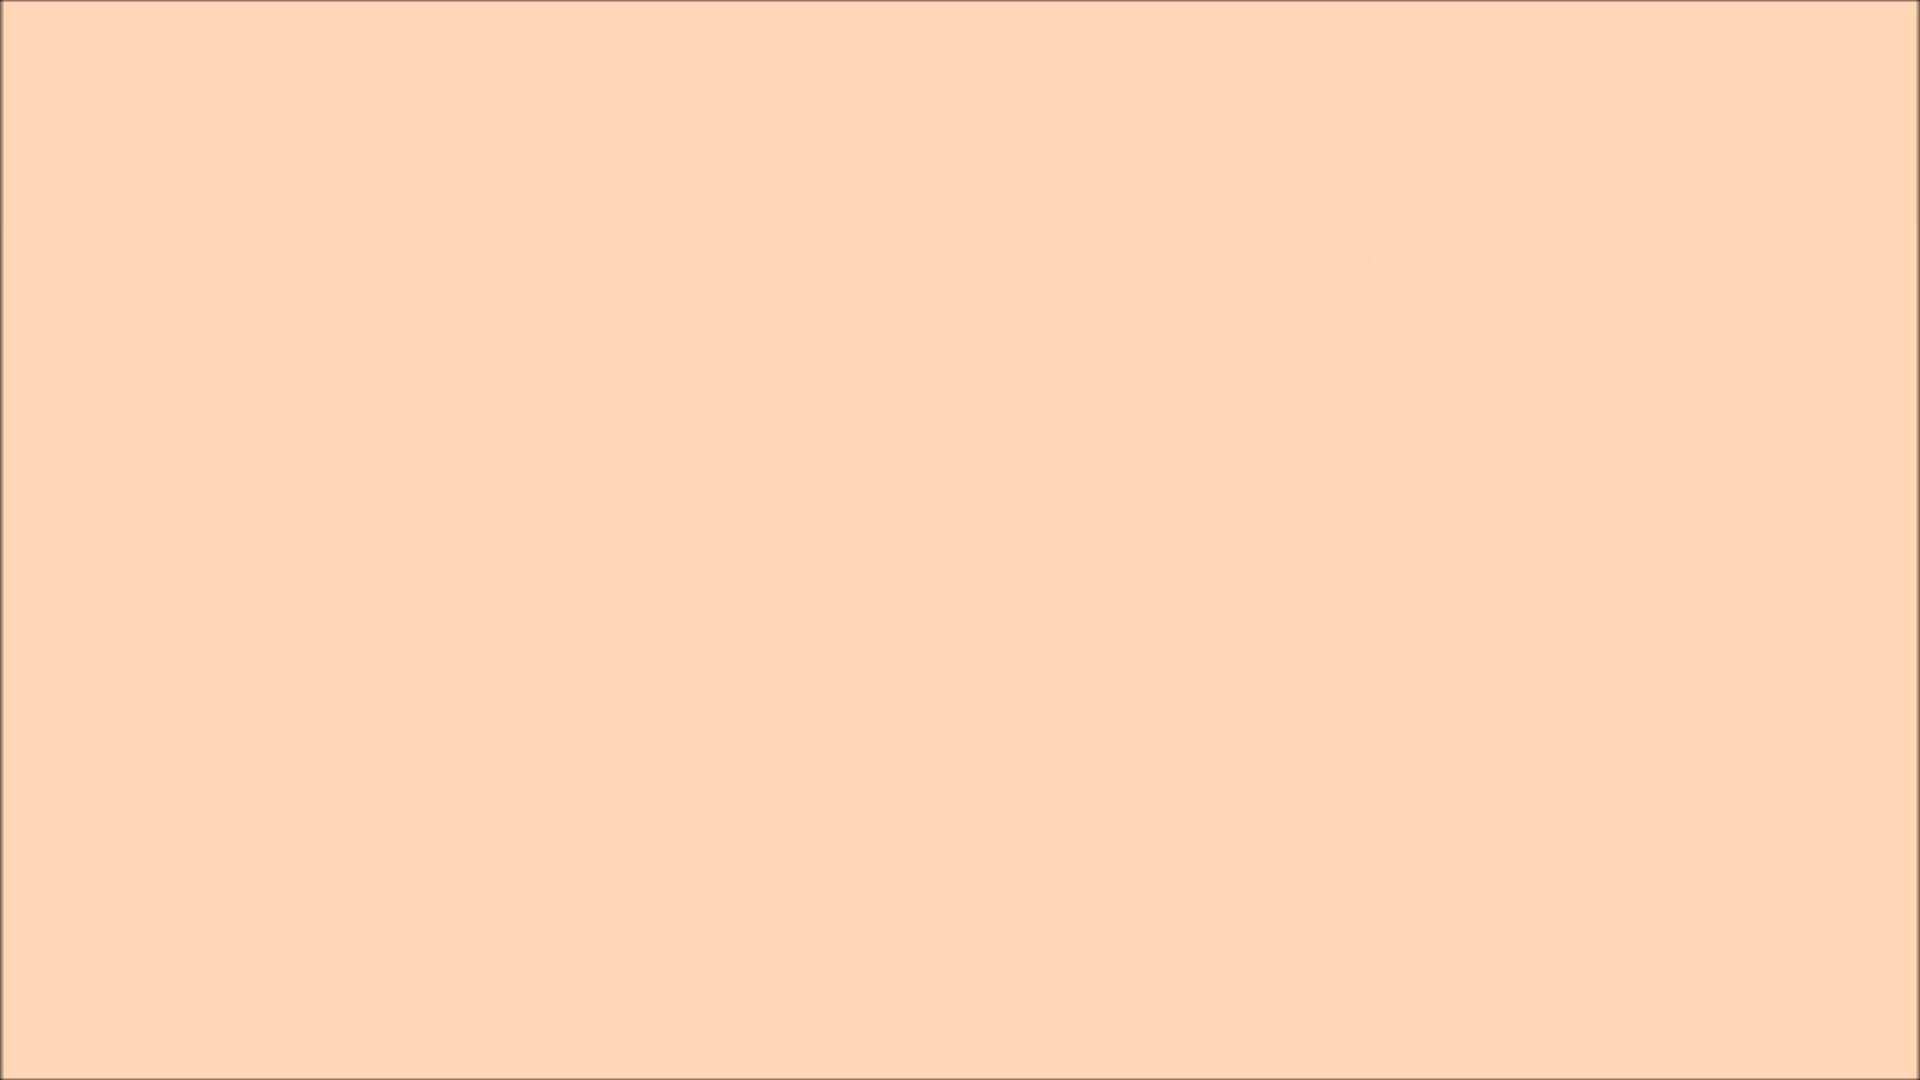 कमर दर्द के लिए
घरेलु उपाय